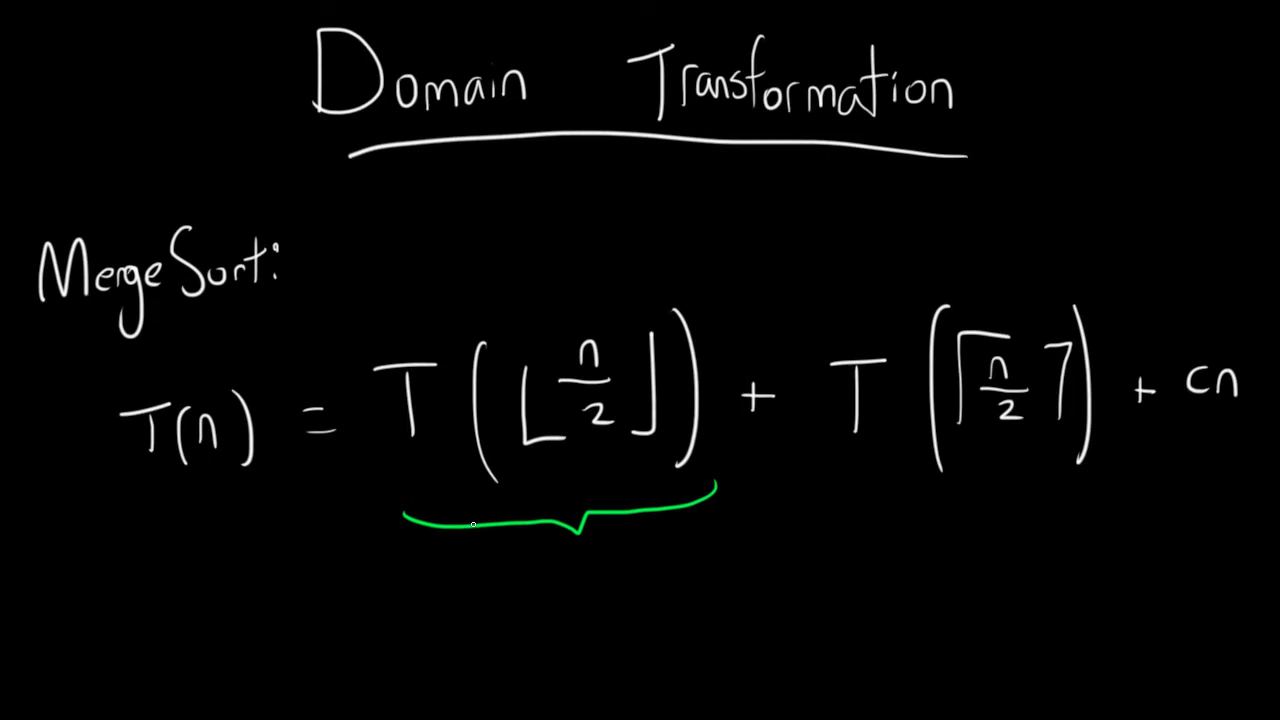 Domain Transformation
MergeSort:
T(n) = T(⌊n/2⌋) + T(⌈n/2⌉) + cn